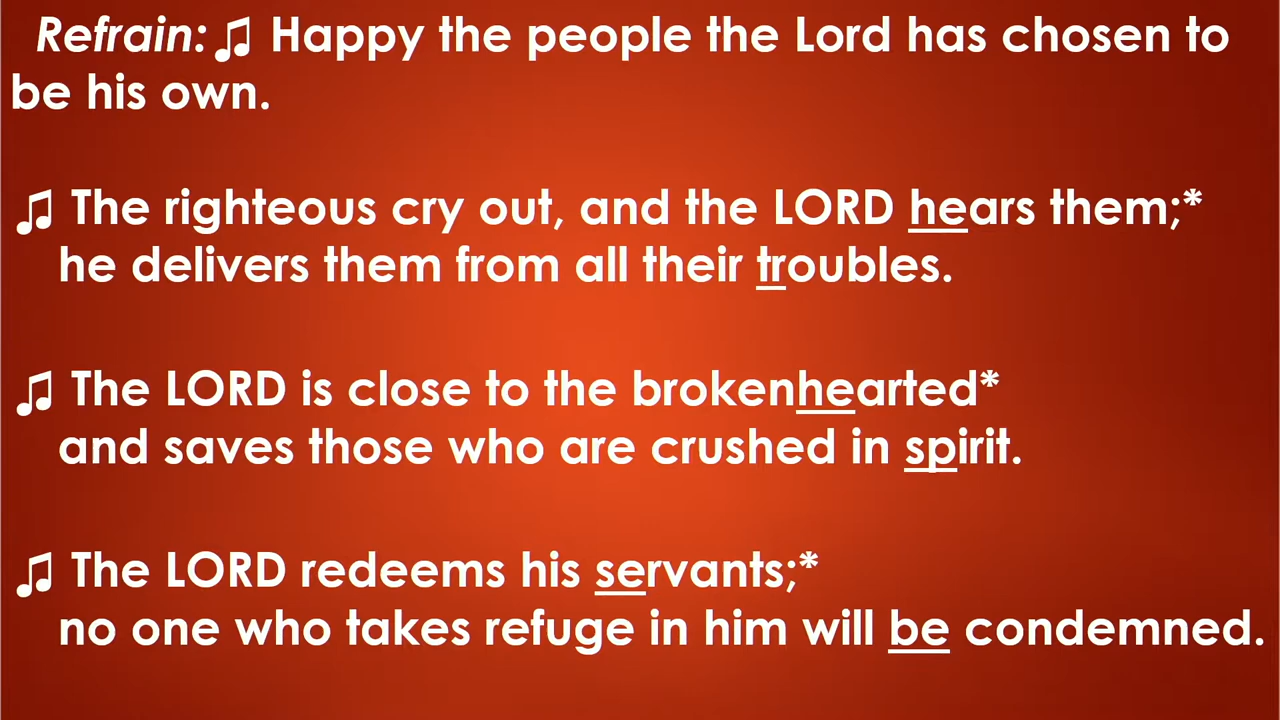 Refrain:♫ Happy the people the Lord has chosen to
be his own.
♫ The righteous cry out, and the LORD hears them;*
he delivers them from all their troubles.
♫ The LORD is close to the brokenhearted*
and saves those who are crushed in spirit.
♫ The LORD redeems his servants;*
no one who takes refuge in him will be condemned.